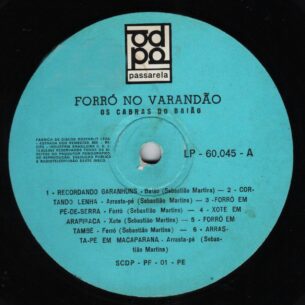 passarela
FORRÓ NO VARANDÃO
OS CABRAS DO BAIÃO
LP - 60.045 - A
1 - RECORDANDO GARANHUNS - Baião (Sebastião Martins) — 2 - COR-
TANDO LENHA - Arrasta-pé (Sebastião Martins) — 3 - FORRÓ EM
PÉ-DE-SERRA - Forró (Sebastião Martins) — 4 - XOTE EM
ARAPIRACA - Xote (Sebastião Martins) — 5 - FORRÓ EM
TAMBÉ - Forró (Sebastião Martins) — 6 - ARRAS-
TA-PÉ EM MACAPARANA - Arrasta-pé (Sebas-
tião Martins)
SCDP - PF - 01 - PE